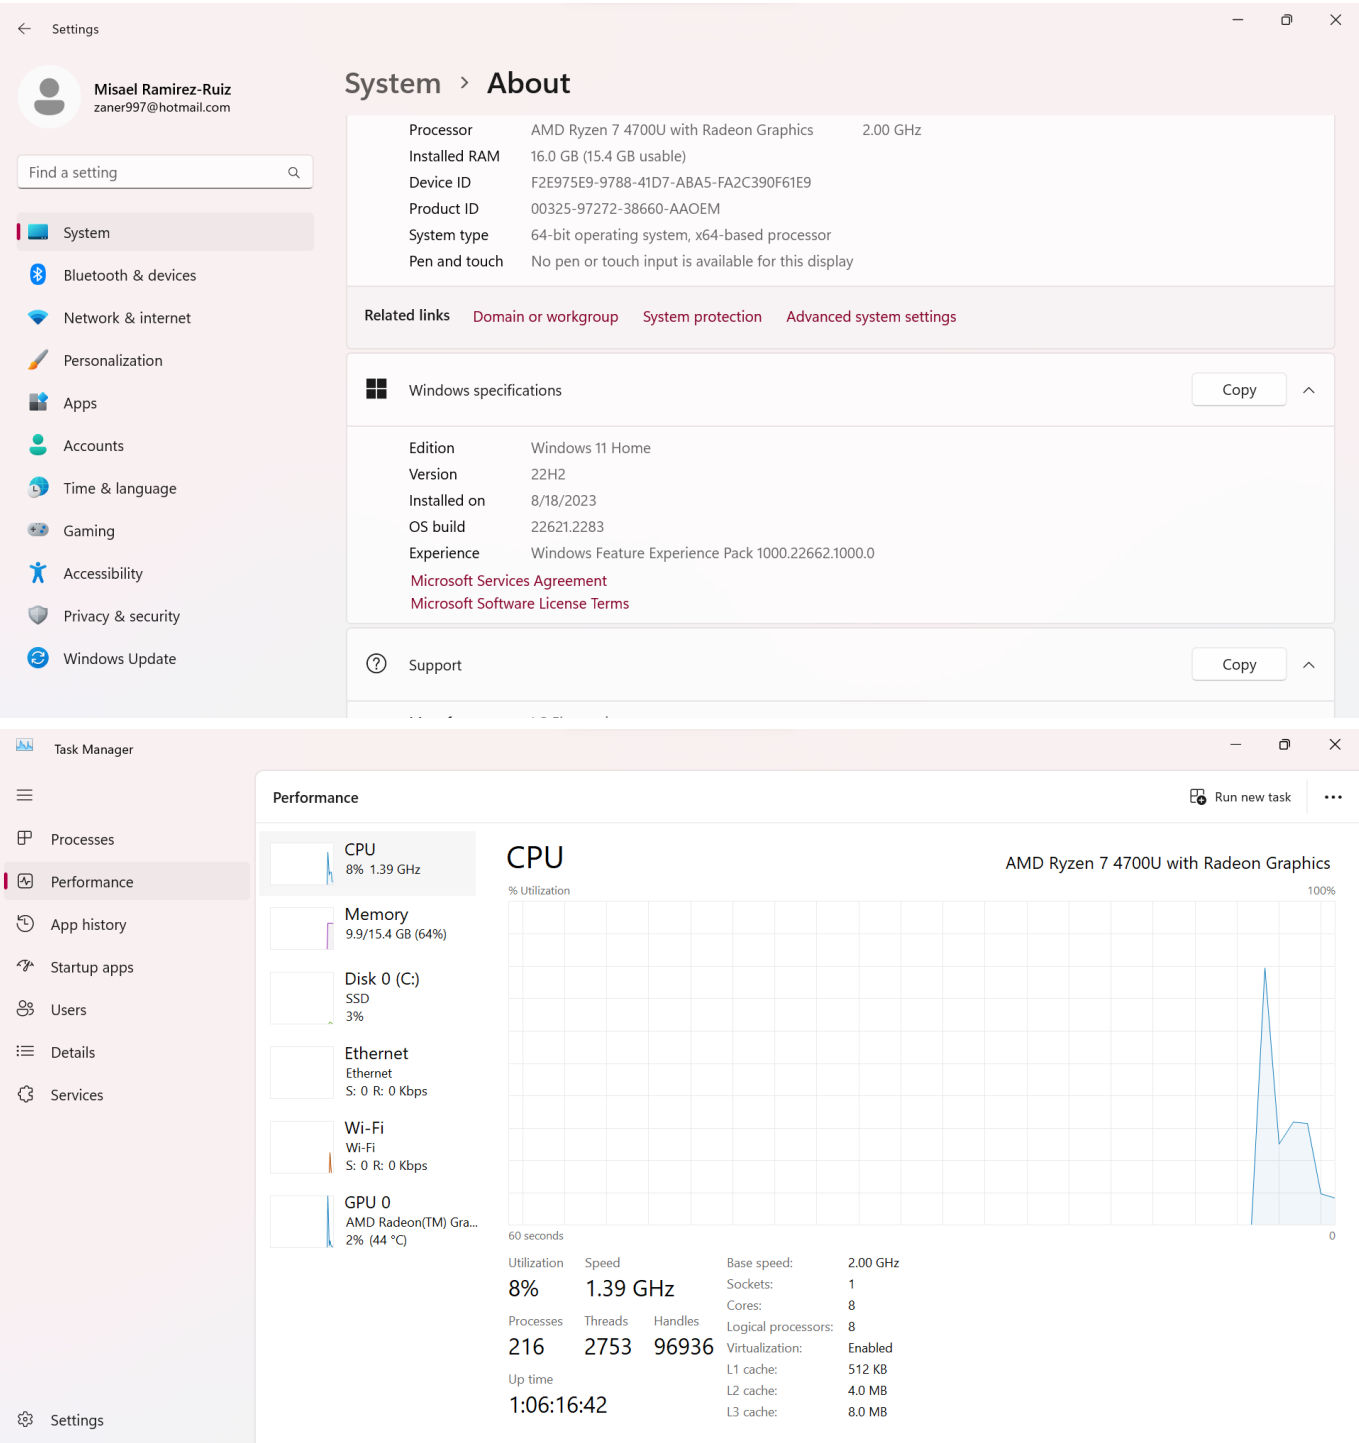 Settings
Misael Ramirez-Ruiz
zaner997@hotmail.com
Find a setting
System
Bluetooth & devices
Network & internet
Personalization
Apps
Accounts
Time & language
Gaming
Accessibility
Privacy & security
Windows Update
System > About
Processor AMD Ryzen 7 4700U with Radeon Graphics 2.00 GHz
Installed RAM 16.0 GB (15.4 GB usable)
Device ID F2E975E9-9788-41D7-ABA5-FA2C390F61E9
Product ID 00325-97272-38660-AAOEM
System type 64-bit operating system, x64-based processor
Pen and touch No pen or touch input is available for this display
Related links Domain or workgroup System protection Advanced system settings
Windows specifications Copy
Edition Windows 11 Home
Version 22H2
Installed on 8/18/2023
OS build 22621.2283
Experience Windows Feature Experience Pack 1000.22662.1000.0
Microsoft Services Agreement
Microsoft Software License Terms
Support Copy
Task Manager
Processes
Performance
App history
Startup apps
Users
Details
Services
Settings
Performance Run new task
CPU
8% 1.39 GHz
Memory
9.9/15.4 GB (64%)
Disk 0 (C:)
SSD
3%
Ethernet
Ethernet
S: 0 R: 0 Kbps
Wi-Fi
Wi-Fi
S: 0 R: 0 Kbps
GPU 0
AMD Radeon(TM) Gra...
2% (44 °C)
CPU AMD Ryzen 7 4700U with Radeon Graphics
% Utilization 100%
60 seconds 0
Utilization Speed
8% 1.39 GHz
Processes Threads Handles
216 2753 96936
Up time
1:06:16:42
Base speed: 2.00 GHz
Sockets: 1
Cores: 8
Logical processors: 8
Virtualization: Enabled
L1 cache: 512 KB
L2 cache: 4.0 MB
L3 cache: 8.0 MB